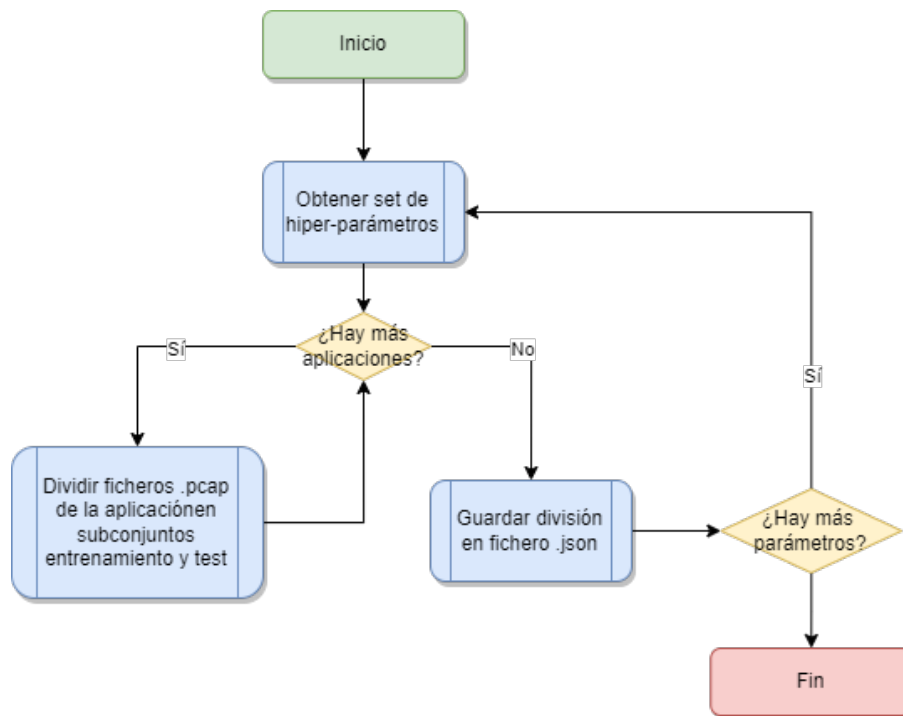 Inicio
Obtener set de
hiper-parámetros
¿Hay más
aplicaciones?
Sí
No
Dividir ficheros .pcap
de la aplicaciónen
subconjuntos
entrenamiento y test
Guardar división
en fichero .json
Sí
¿Hay más
parámetros?
Fin